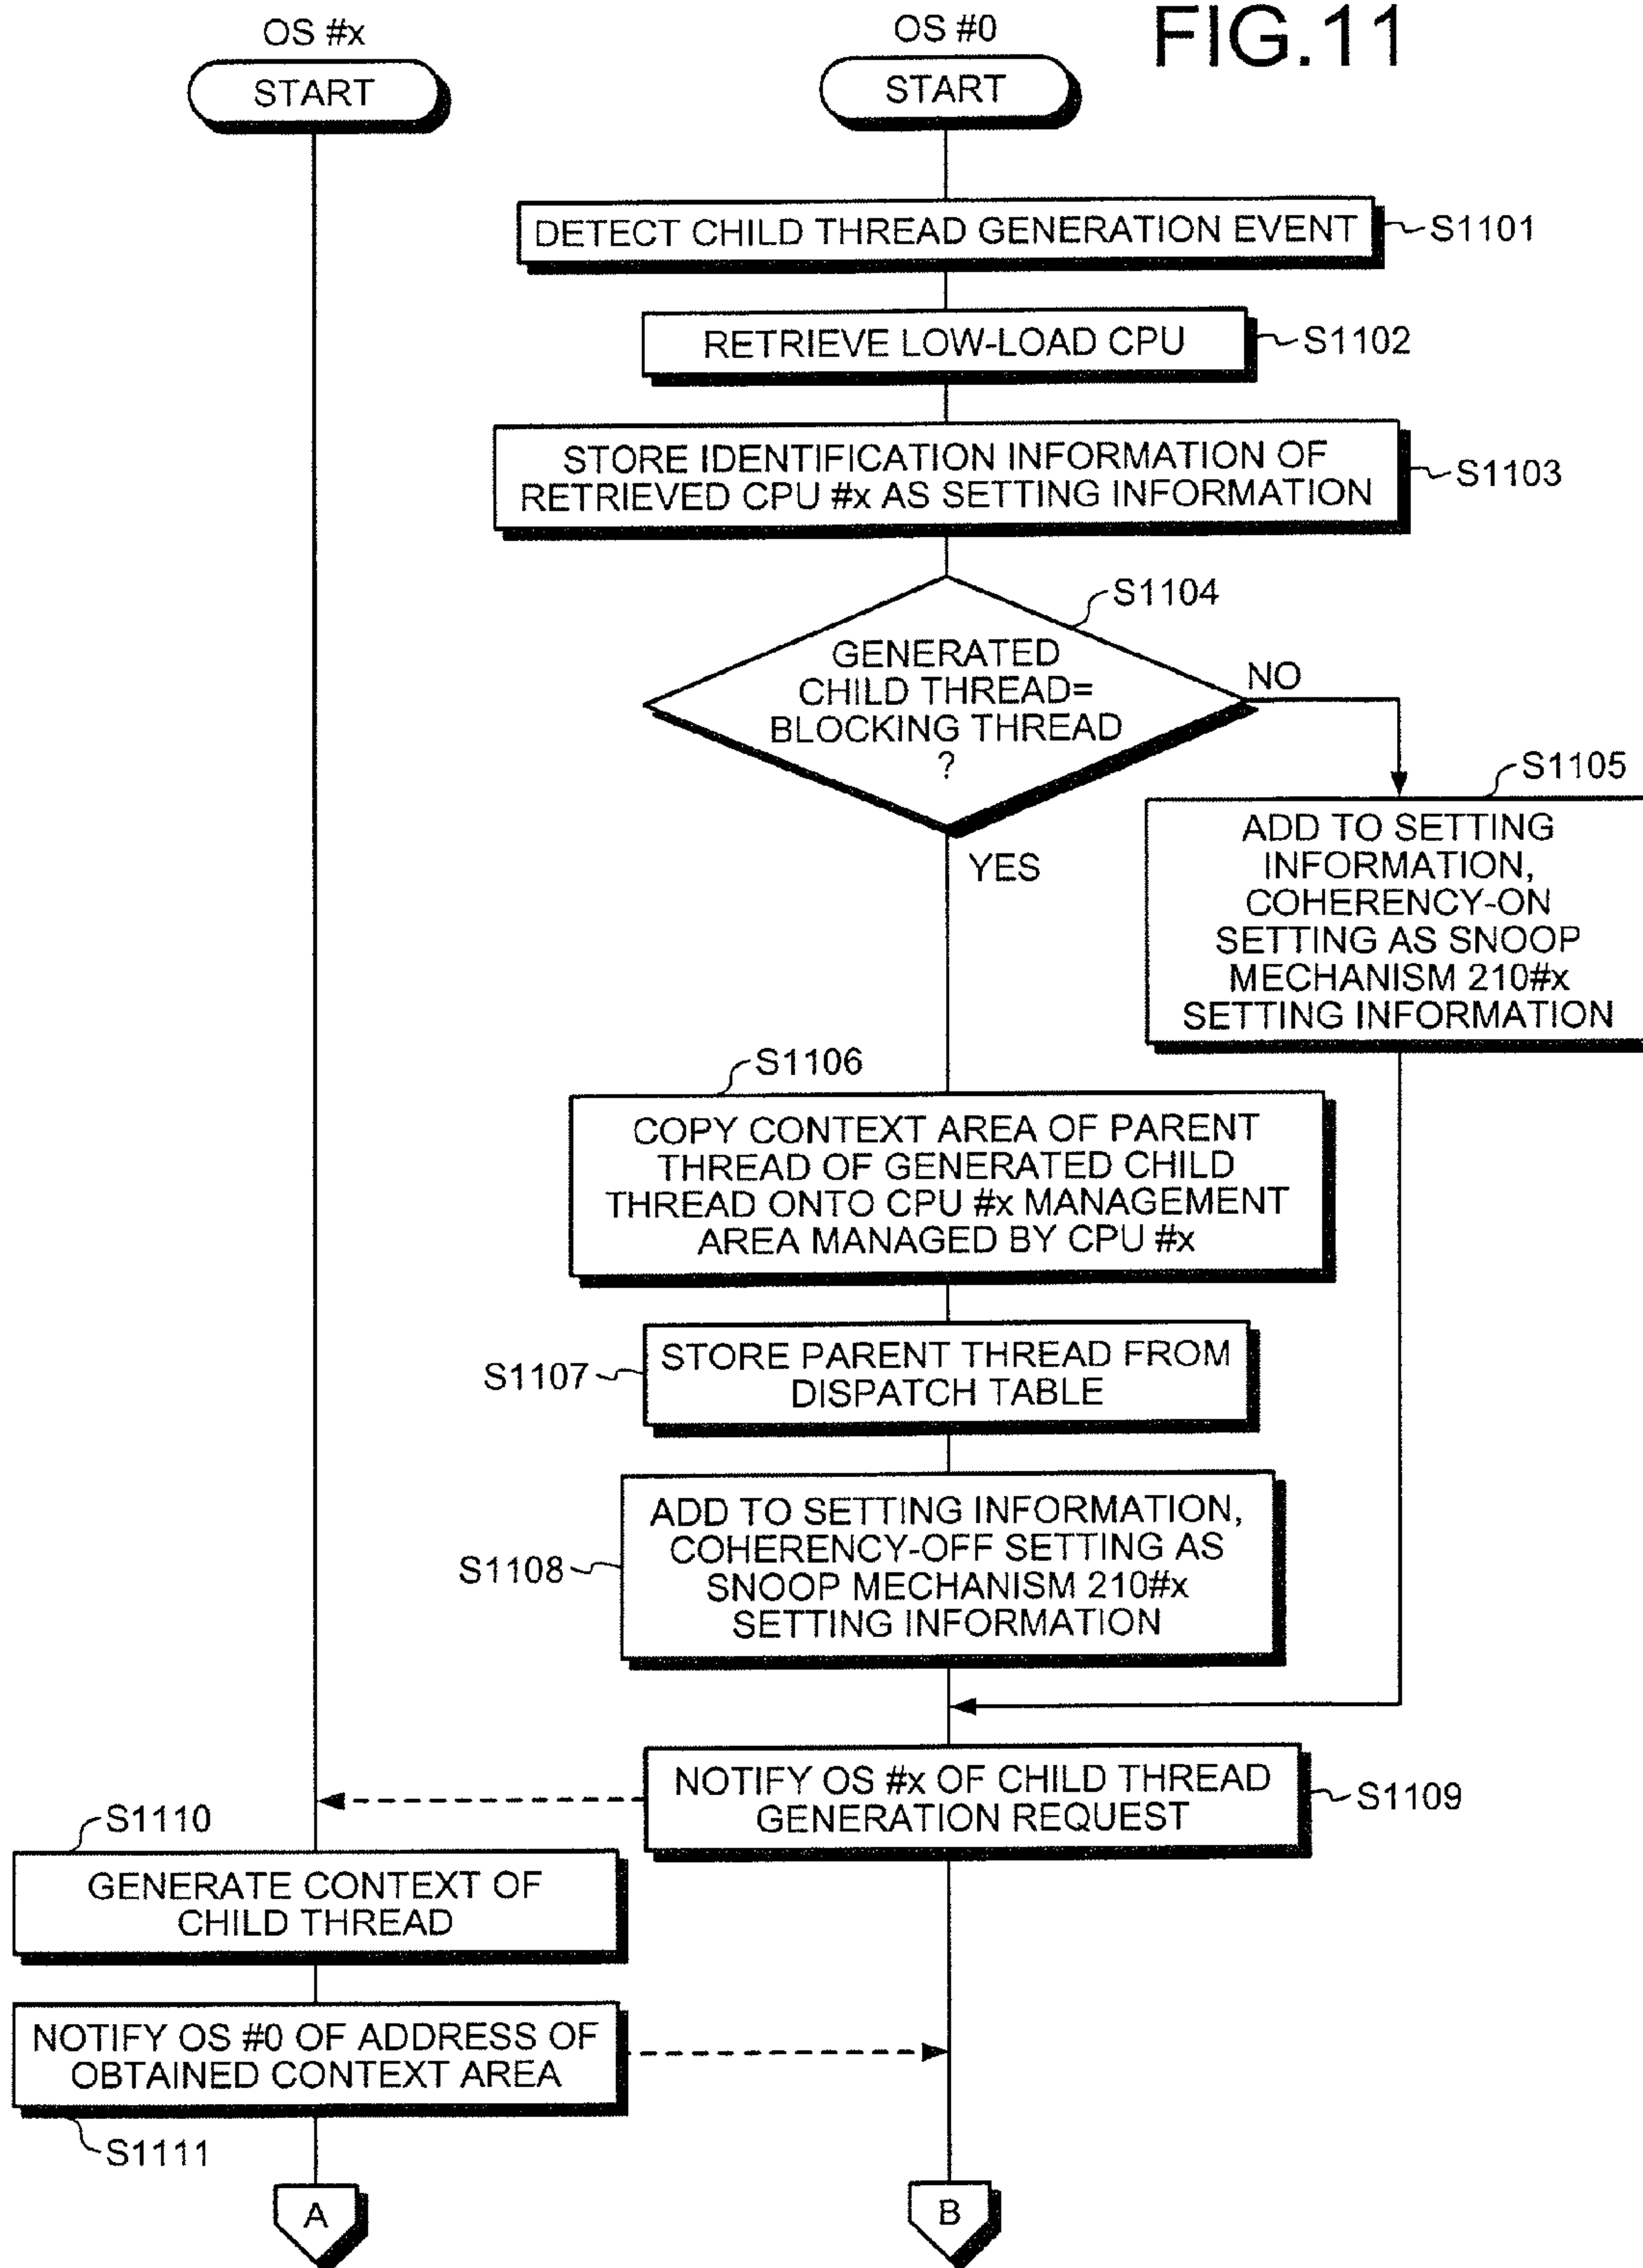 FIG.11
OS #x
START
OS #0
START
DETECT CHILD THREAD GENERATION EVENT
S1101
RETRIEVE LOW-LOAD CPU
S1102
STORE IDENTIFICATION INFORMATION OF
RETRIEVED CPU #x AS SETTING INFORMATION
S1103
S1104
GENERATED
CHILD THREAD=
BLOCKING THREAD
?
NO
YES
S1105
ADD TO SETTING
INFORMATION,
COHERENCY-ON
SETTING AS SNOOP
MECHANISM 210#x
SETTING INFORMATION
S1106
COPY CONTEXT AREA OF PARENT
THREAD OF GENERATED CHILD
THREAD ONTO CPU #x MANAGEMENT
AREA MANAGED BY CPU #x
S1107
STORE PARENT THREAD FROM
DISPATCH TABLE
S1108
ADD TO SETTING INFORMATION,
COHERENCY-OFF SETTING AS
SNOOP MECHANISM 210#x
SETTING INFORMATION
NOTIFY OS #x OF CHILD THREAD
GENERATION REQUEST
S1109
S1110
GENERATE CONTEXT OF
CHILD THREAD
NOTIFY OS #0 OF ADDRESS OF
OBTAINED CONTEXT AREA
S1111
A
B